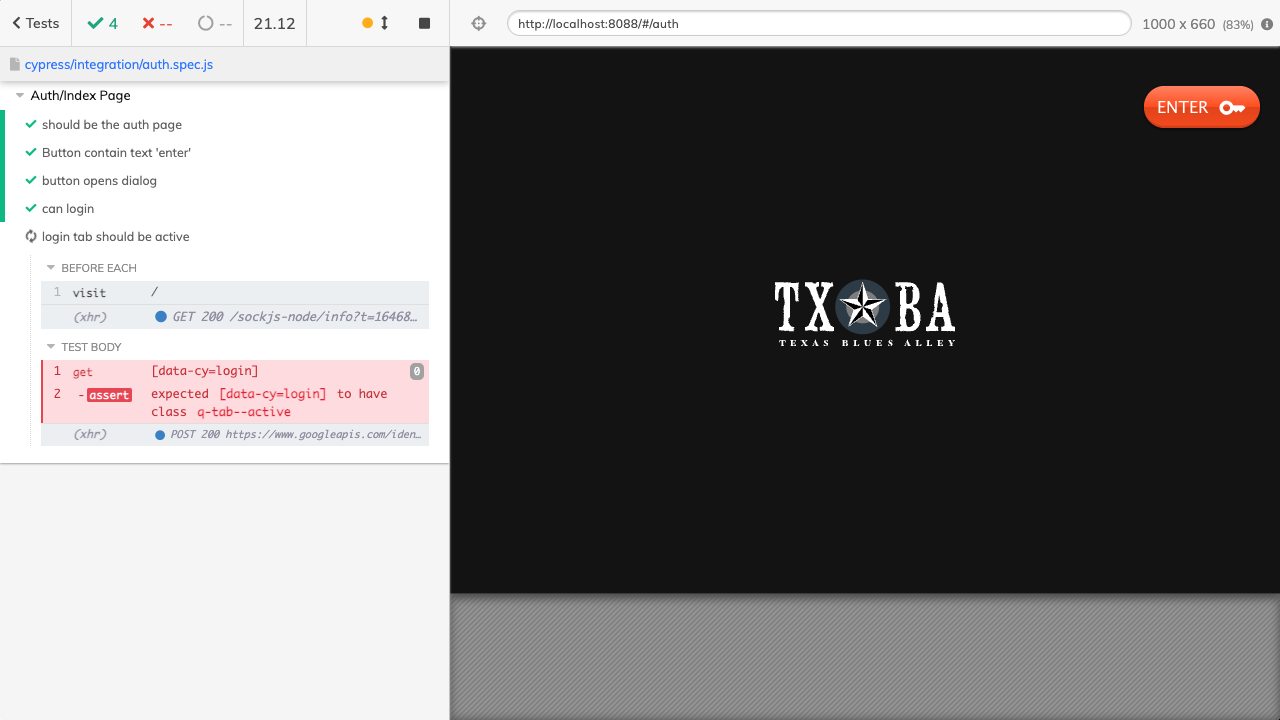 Tests
4
--
--
21.12
http://localhost:8088/#/auth
1000 x 660 (83%)
cypress/integration/auth.spec.js
Auth/Index Page
should be the auth page
Button contain text 'enter'
button opens dialog
can login
login tab should be active
BEFORE EACH
1 visit /
(xhr) GET 200 /sockjs-node/info?t=16468…
TEST BODY
1 get [data-cy=login] 0
2 -assert expected [data-cy=login] to have
class q-tab--active
(xhr) POST 200 https://www.googleapis.com/iden…
ENTER
TX BA
TEXAS BLUES ALLEY